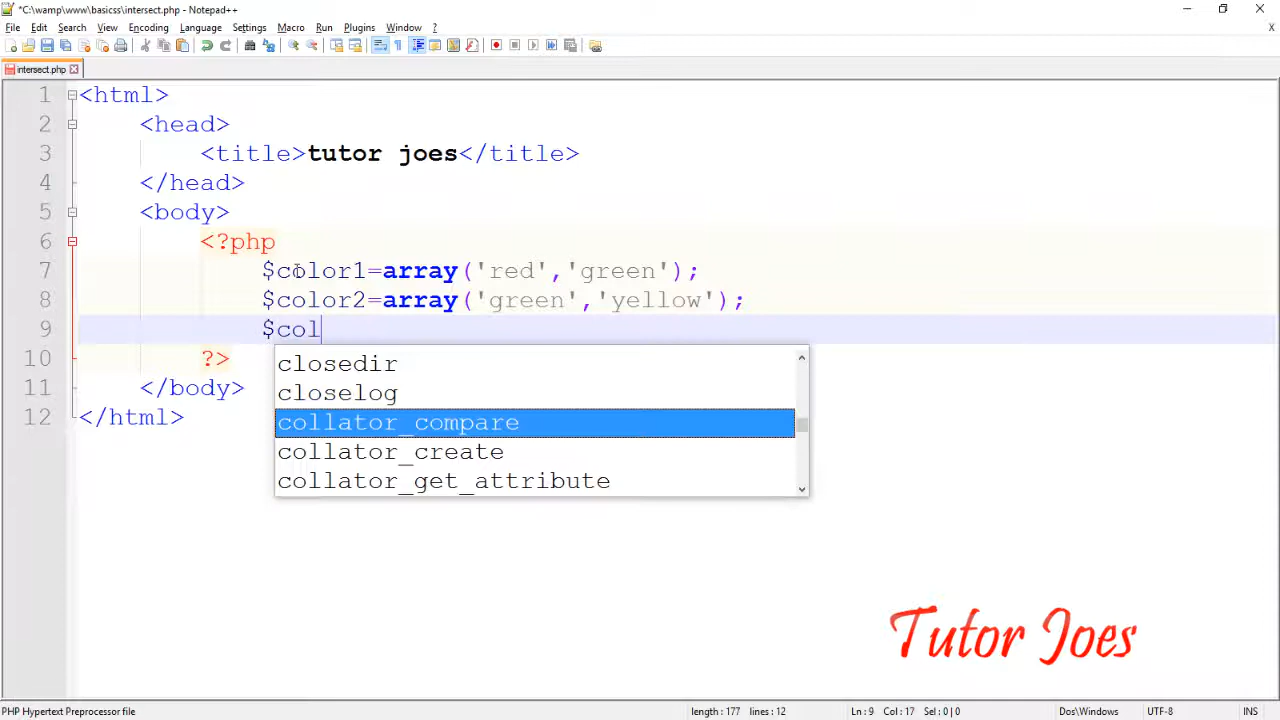 *C:\wamp\www\basicss\intersect.php - Notepad++
File Edit Search View Encoding Language Settings Macro Run Plugins Window ?
X
intersect.php
1 <html>
2 <head>
3 <title>tutor joes</title>
4 </head>
5 <body>
6 <?php
7 $color1=array('red','green');
8 $color2=array('green','yellow');
9 $col
10 ?>
11 </body>
12 </html>
closedir
closelog
collator_compare
collator_create
collator_get_attribute
Tutor Joes
PHP Hypertext Preprocessor file length : 177 lines : 12 Ln : 9 Col : 17 Sel : 0 | 0 Dos\Windows UTF-8 INS